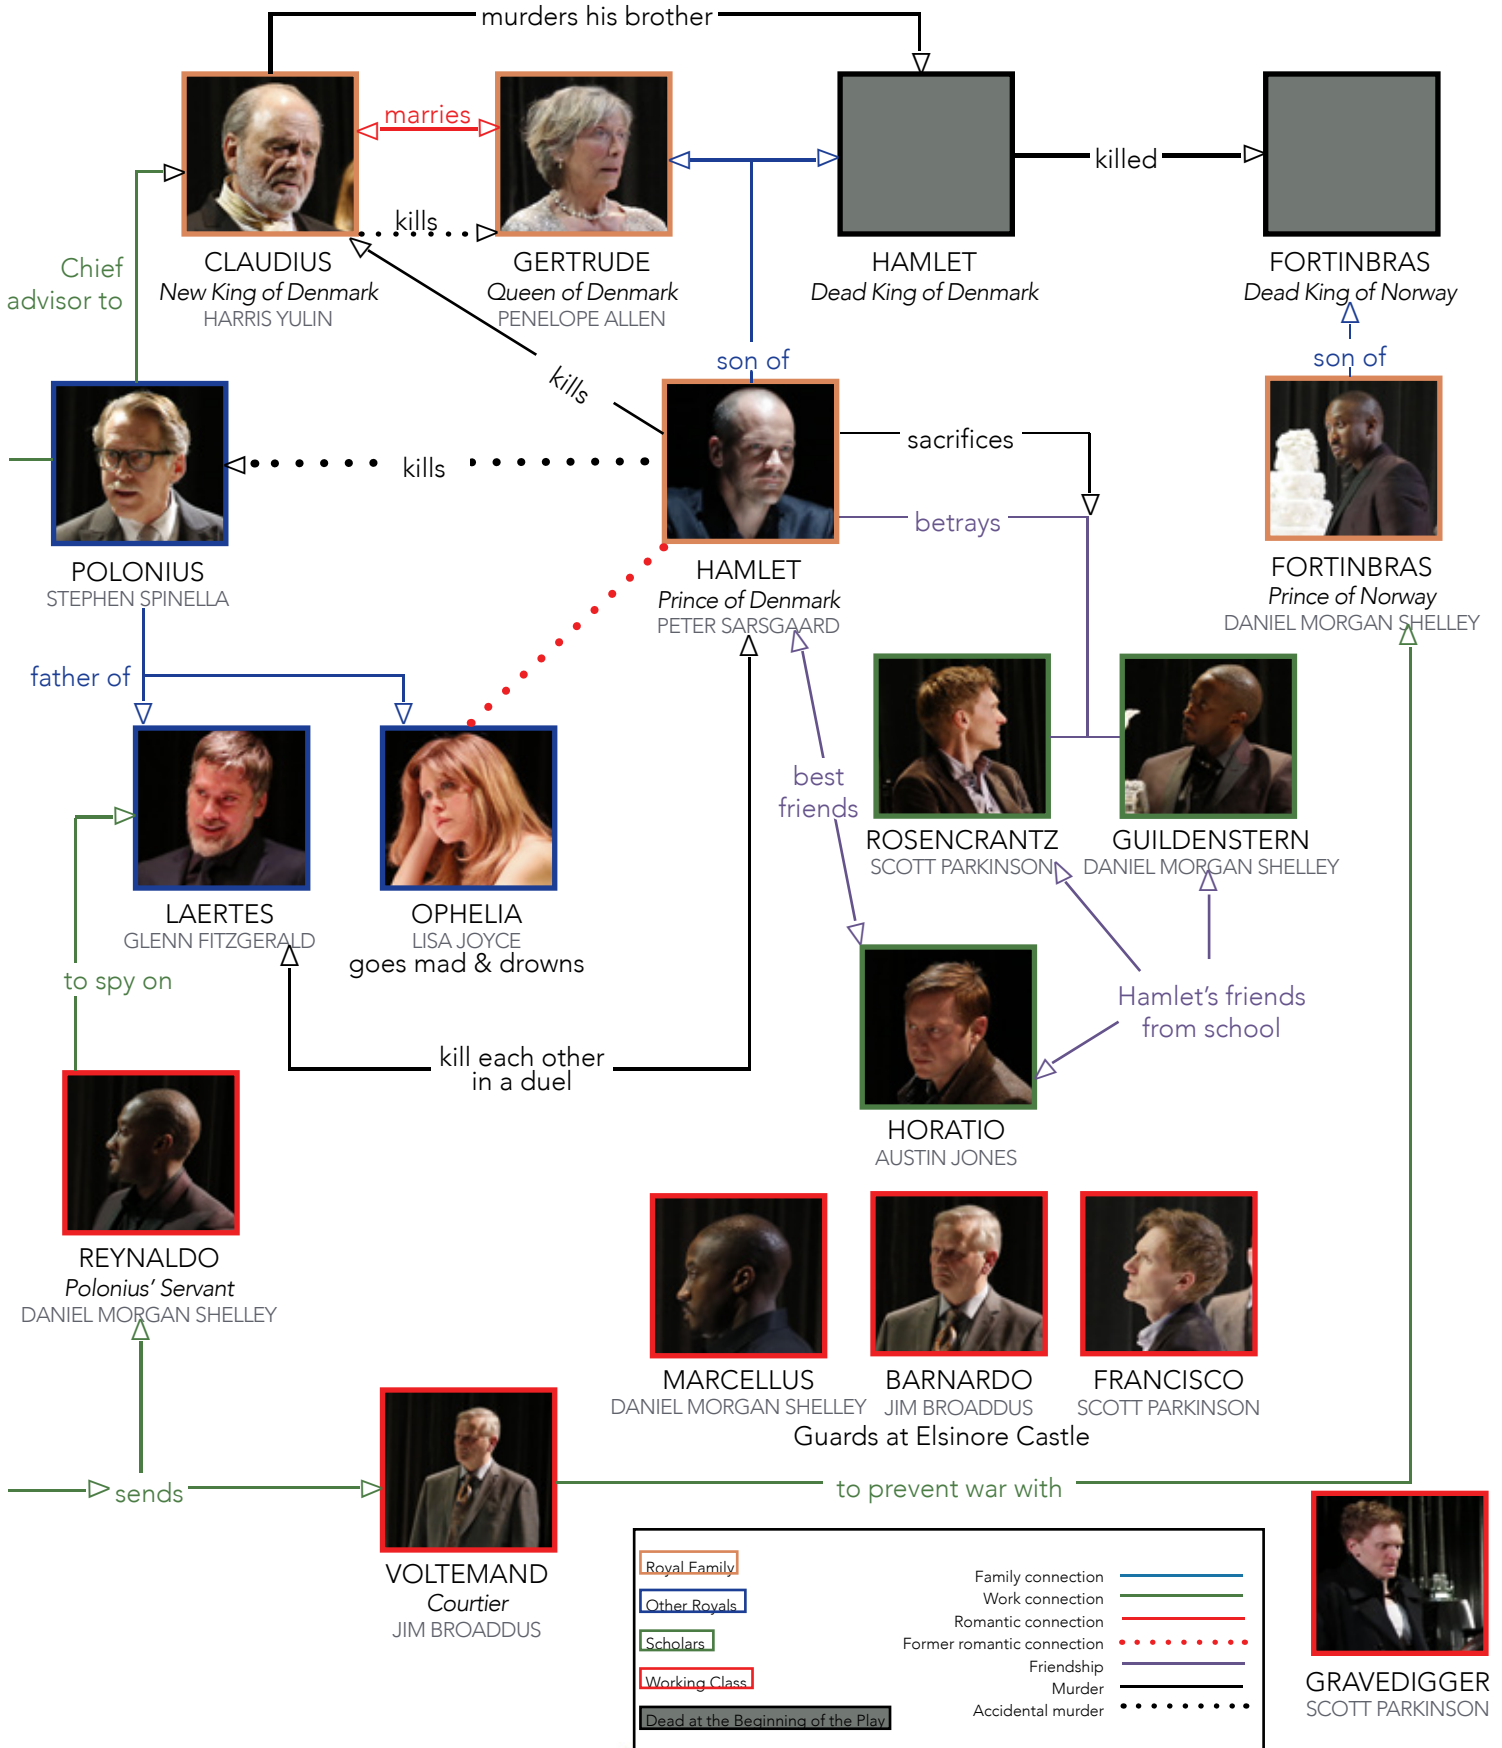 murders his brother
marries
kills
CLAUDIUS
New King of Denmark
HARRIS YULIN
GERTRUDE
Queen of Denmark
PENELOPE ALLEN
HAMLET
Dead King of Denmark
killed
FORTINBRAS
Dead King of Norway
Chief
advisor to
kills
son of
son of
POLONIUS
STEPHEN SPINELLA
kills
HAMLET
Prince of Denmark
PETER SARSGAARD
sacrifices
betrays
FORTINBRAS
Prince of Norway
DANIEL MORGAN SHELLEY
father of
LAERTES
GLENN FITZGERALD
OPHELIA
LISA JOYCE
goes mad & drowns
best
friends
ROSENCRANTZ
SCOTT PARKINSON
GUILDENSTERN
DANIEL MORGAN SHELLEY
to spy on
kill each other
in a duel
Hamlet's friends
from school
HORATIO
AUSTIN JONES
REYNALDO
Polonius' Servant
DANIEL MORGAN SHELLEY
MARCELLUS
DANIEL MORGAN SHELLEY
BARNARDO
JIM BROADDUS
FRANCISCO
SCOTT PARKINSON
Guards at Elsinore Castle
sends
to prevent war with
VOLTEMAND
Courtier
JIM BROADDUS
Royal Family
Other Royals
Scholars
Working Class
Dead at the Beginning of the Play
Family connection
Work connection
Romantic connection
Former romantic connection
Friendship
Murder
Accidental murder
GRAVEDIGGER
SCOTT PARKINSON